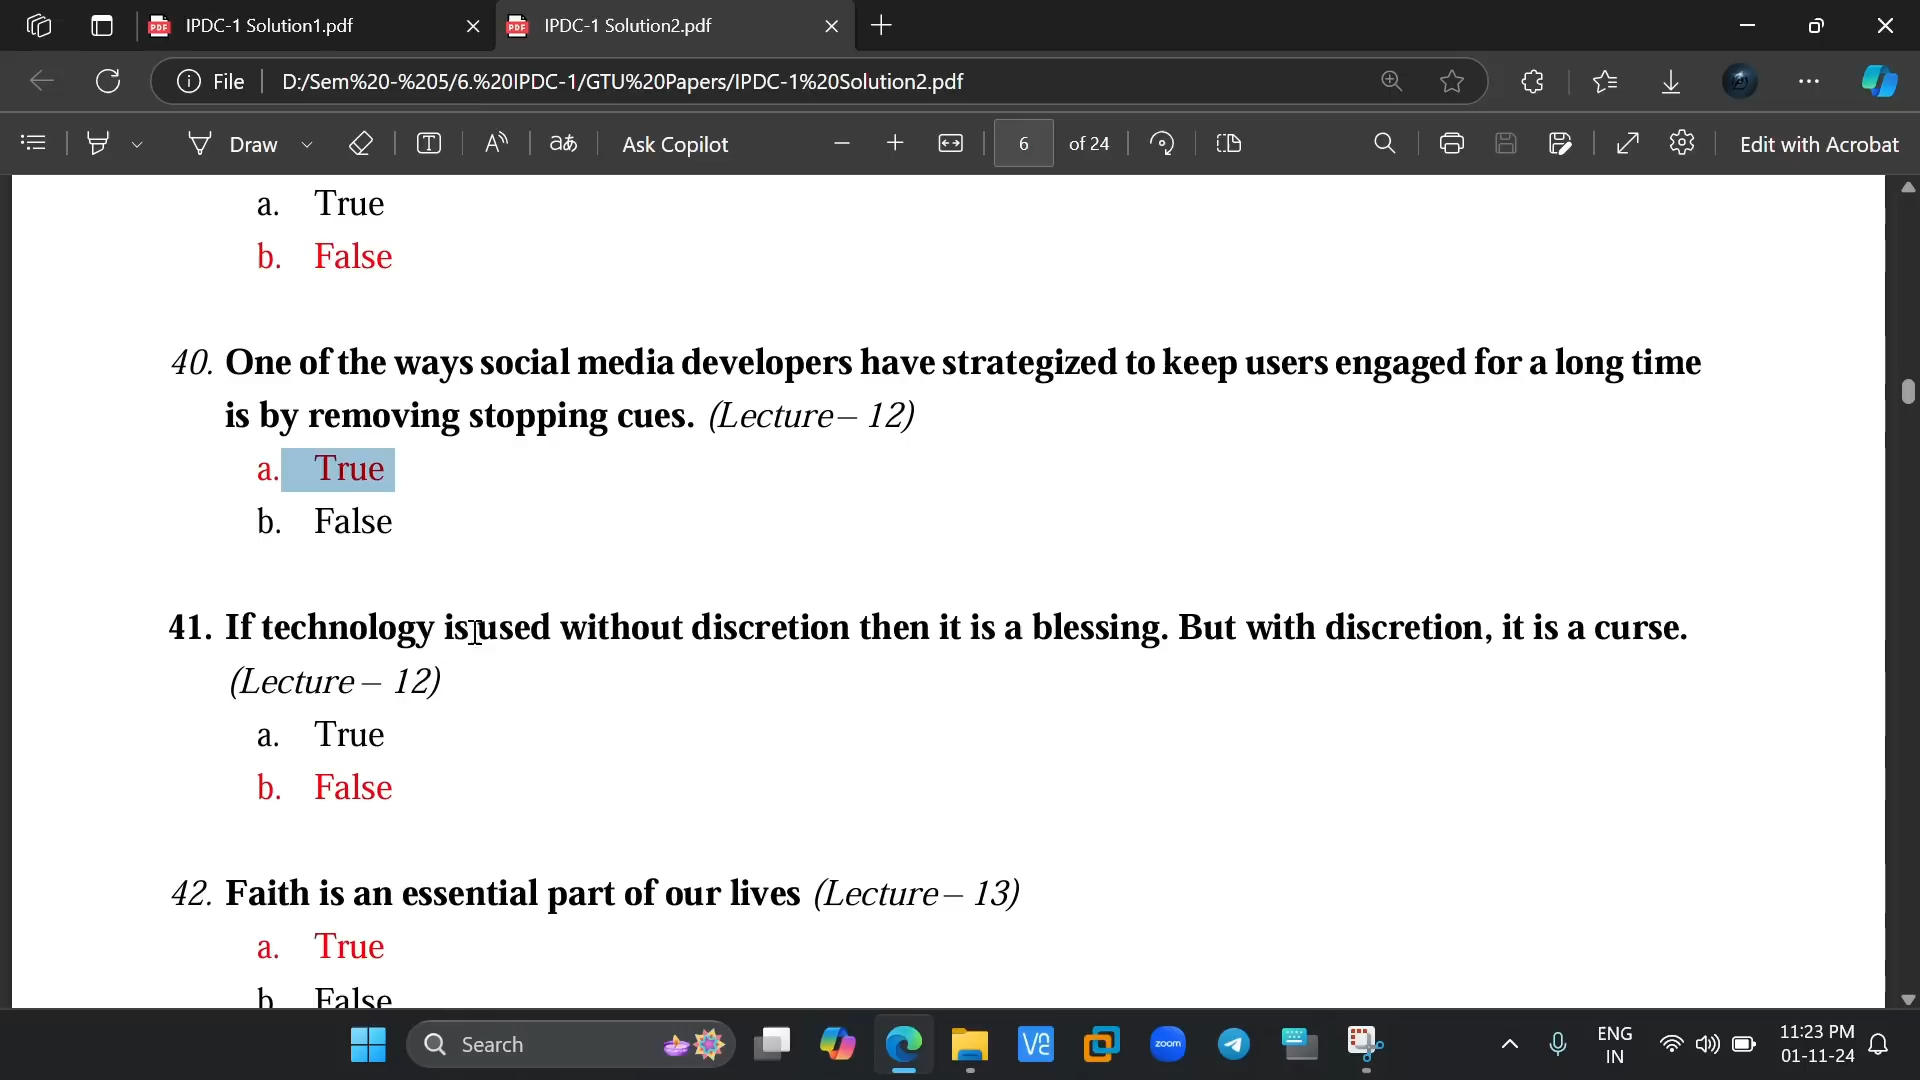 IPDC-1 Solution1.pdf
IPDC-1 Solution2.pdf
File
D:/Sem%20-%205/6.%20IPDC-1/GTU%20Papers/IPDC-1%20Solution2.pdf
Draw
Ask Copilot
6
of 24
Edit with Acrobat
a. True
b. False
40. One of the ways social media developers have strategized to keep users engaged for a long time
is by removing stopping cues. (Lecture – 12)
a. True
b. False
41. If technology is used without discretion then it is a blessing. But with discretion, it is a curse.
(Lecture – 12)
a. True
b. False
42. Faith is an essential part of our lives (Lecture – 13)
a. True
b. False
Search
zoom
ENG
IN
11:23 PM
01-11-24